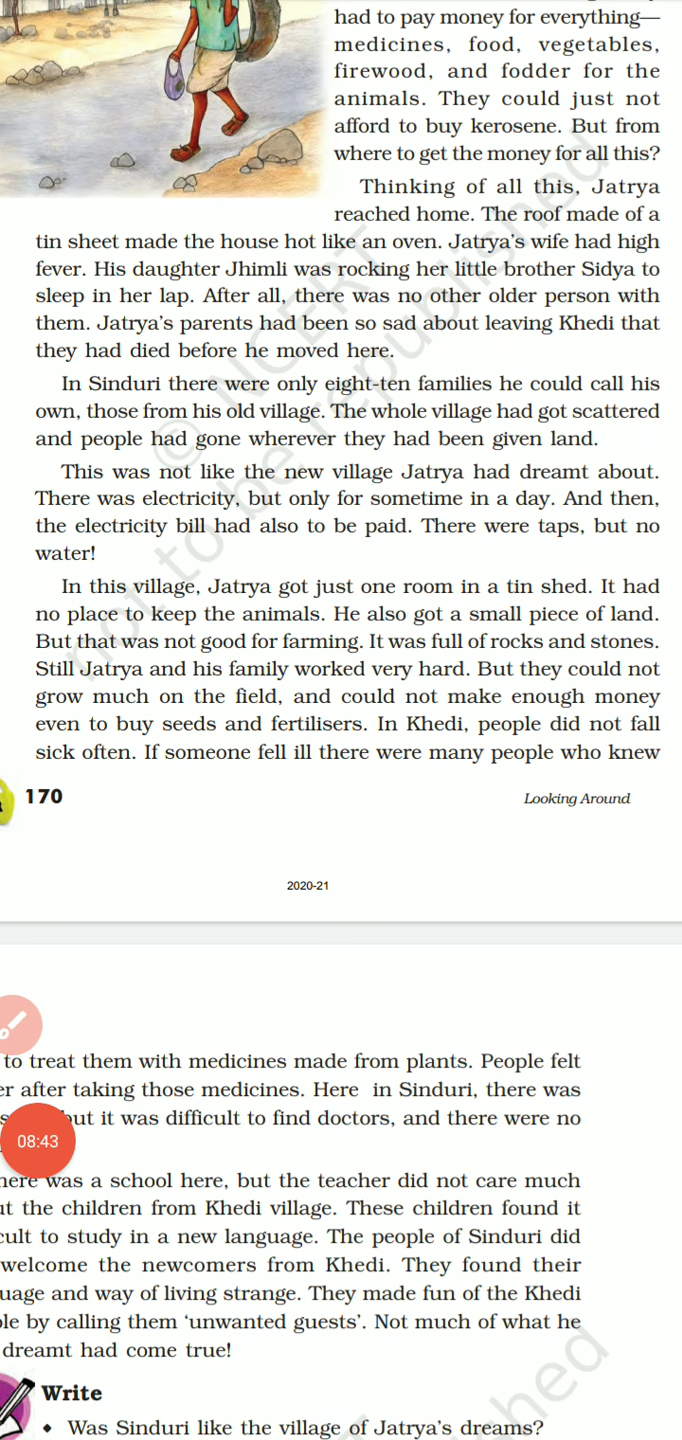 had to pay money for everything—
medicines, food, vegetables,
firewood, and fodder for the
animals. They could just not
afford to buy kerosene. But from
where to get the money for all this?
Thinking of all this, Jatrya
reached home. The roof made of a
tin sheet made the house hot like an oven. Jatrya's wife had high
fever. His daughter Jhimli was rocking her little brother Sidya to
sleep in her lap. After all, there was no other older person with
them. Jatrya's parents had been so sad about leaving Khedi that
they had died before he moved here.
In Sinduri there were only eight-ten families he could call his
own, those from his old village. The whole village had got scattered
and people had gone wherever they had been given land.
This was not like the new village Jatrya had dreamt about.
There was electricity, but only for sometime in a day. And then,
the electricity bill had also to be paid. There were taps, but no
water!
In this village, Jatrya got just one room in a tin shed. It had
no place to keep the animals. He also got a small piece of land.
But that was not good for farming. It was full of rocks and stones.
Still Jatrya and his family worked very hard. But they could not
grow much on the field, and could not make enough money
even to buy seeds and fertilisers. In Khedi, people did not fall
sick often. If someone fell ill there were many people who knew
170
Looking Around
2020-21
© NCERT
not to be republished
to treat them with medicines made from plants. People felt
after taking those medicines. Here in Sinduri, there was
but it was difficult to find doctors, and there were no
08:43
was a school here, but the teacher did not care much
the children from Khedi village. These children found it
to study in a new language. The people of Sinduri did
welcome the newcomers from Khedi. They found their
and way of living strange. They made fun of the Khedi
by calling them 'unwanted guests'. Not much of what he
dreamt had come true!
Write
• Was Sinduri like the village of Jatrya's dreams?